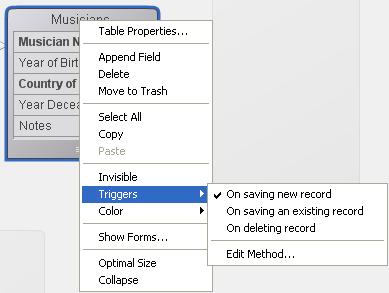 Musicians
Musician N
Year of Birt
Country of
Year Decea
Notes
Table Properties...
Append Field
Delete
Move to Trash
Select All
Copy
Paste
Invisible
Triggers
Color
Show Forms...
Optimal Size
Collapse
On saving new record
On saving an existing record
On deleting record
Edit Method...